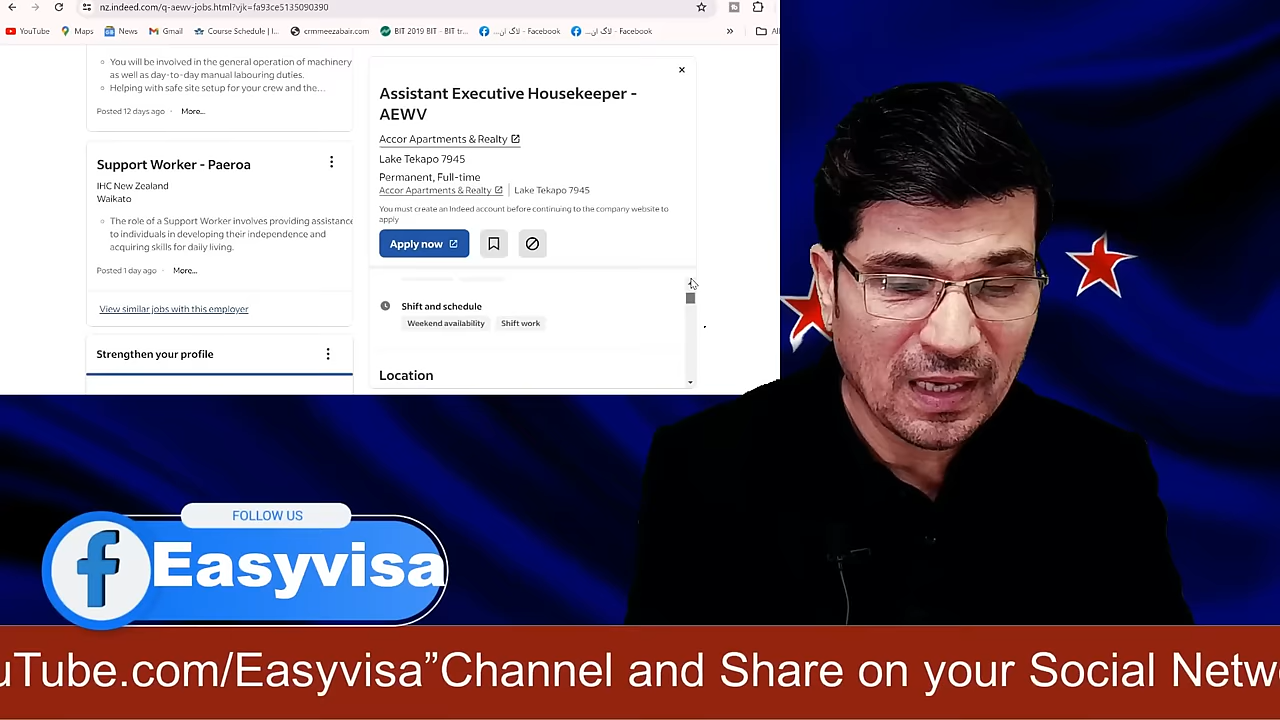 nz.indeed.com/q-aewv-jobs.html?vjk=fa93ce5135090390
YouTube
Maps
News
Gmail
Course Schedule | I...
crmmeezabair.com
BIT 2019 BIT - BIT tr...
لاگ ان... - Facebook
لاگ ان... - Facebook
»
You will be involved in the general operation of machinery
as well as day-to-day manual labouring duties.
Helping with safe site setup for your crew and the...
Posted 12 days ago · More...
Support Worker - Paeroa
IHC New Zealand
Waikato
The role of a Support Worker involves providing assistance
to individuals in developing their independence and
acquiring skills for daily living.
Posted 1 day ago · More...
View similar jobs with this employer
Strengthen your profile
Assistant Executive Housekeeper -
AEWV
Accor Apartments & Realty
Lake Tekapo 7945
Permanent, Full-time
Accor Apartments & Realty | Lake Tekapo 7945
You must create an Indeed account before continuing to the company website to
apply
Apply now
Shift and schedule
Weekend availability
Shift work
Location
FOLLOW US
Easyvisa
uTube.com/Easyvisa”Channel and Share on your Social Netw